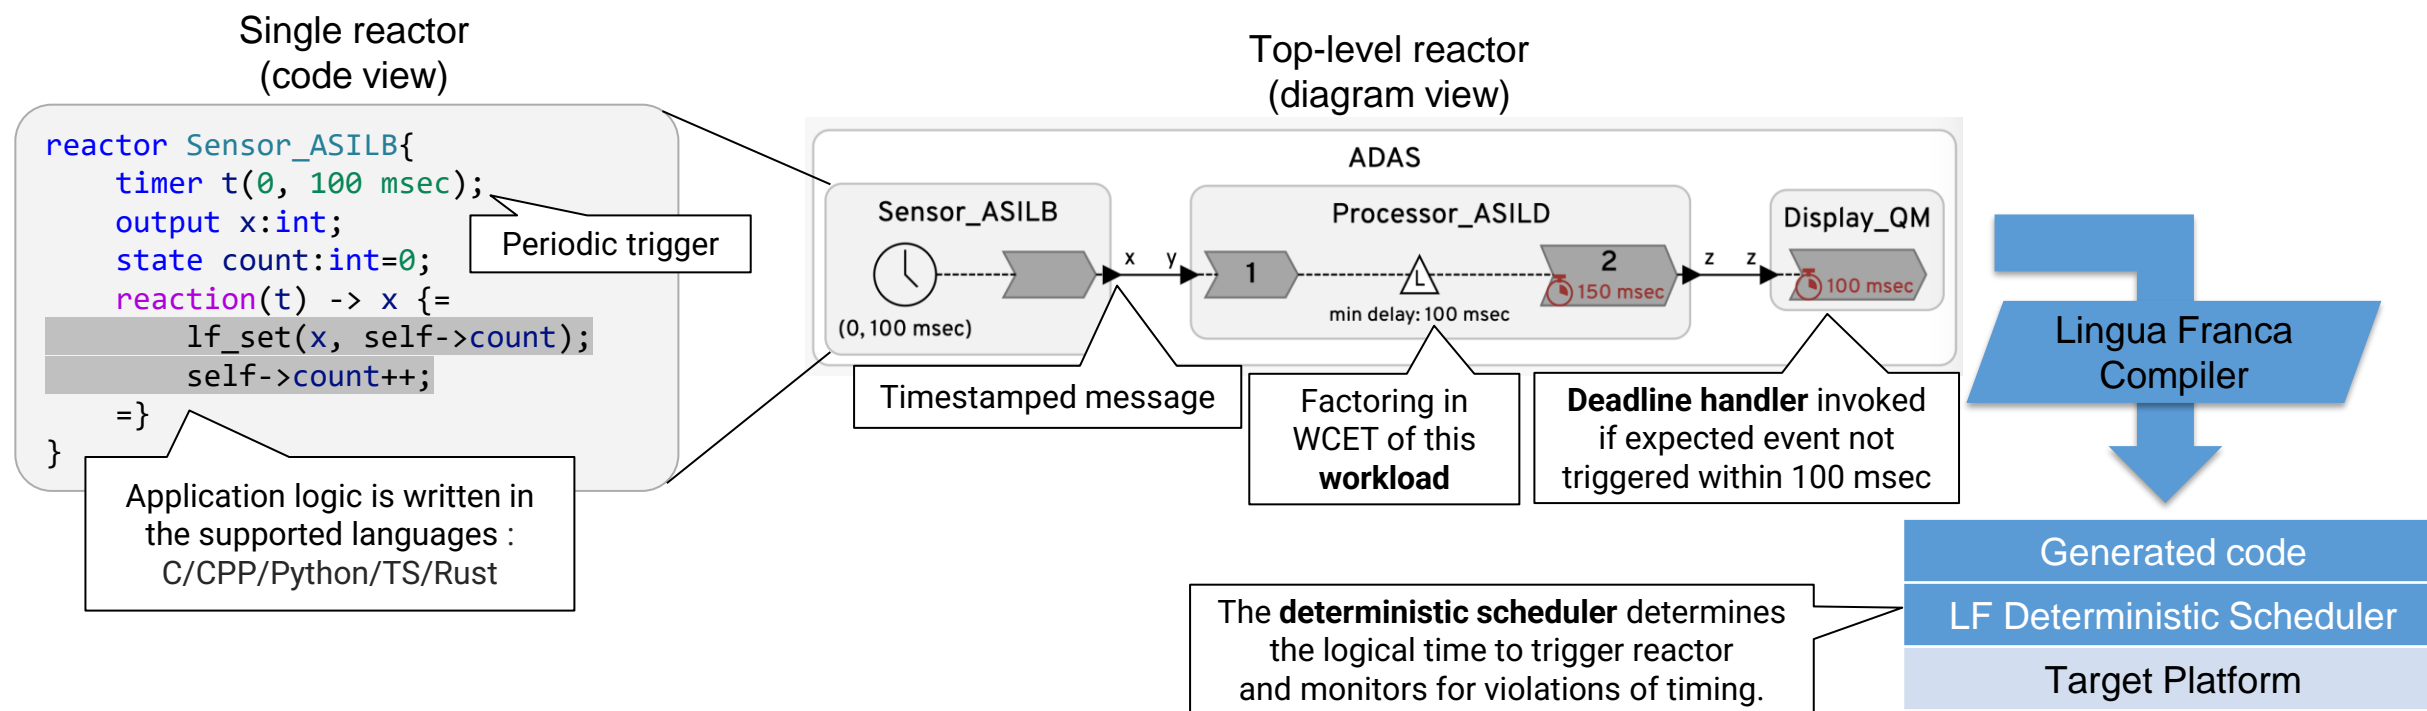 Single reactor
(code view)
reactor Sensor_ASILB{
timer t(0, 100 msec);
output x:int;
state count:int=0;
reaction(t) -> x {=
lf_set(x, self->count);
self->count++;
=}
}
Periodic trigger
Application logic is written in
the supported languages :
C/CPP/Python/TS/Rust
Top-level reactor
(diagram view)
ADAS
Sensor_ASILB
(0, 100 msec)
x
y
Processor_ASILD
1
L
min delay: 100 msec
2
150 msec
z
z
Display_QM
100 msec
Timestamped message
Factoring in
WCET of this
workload
Deadline handler invoked
if expected event not
triggered within 100 msec
Lingua Franca
Compiler
Generated code
LF Deterministic Scheduler
Target Platform
The deterministic scheduler determines
the logical time to trigger reactor
and monitors for violations of timing.